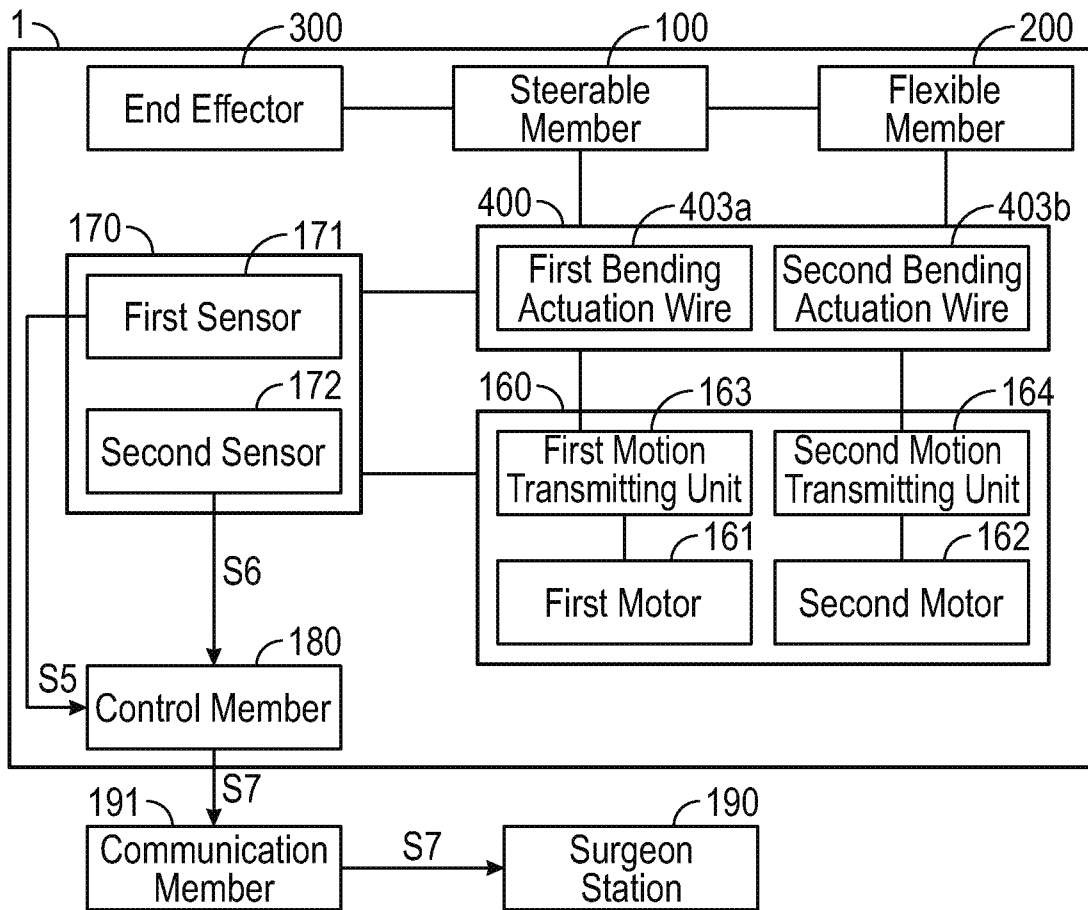 1
300
100
200
End Effector
Steerable
Member
Flexible
Member
400
403a
403b
170
171
First Sensor
First Bending
Actuation Wire
Second Bending
Actuation Wire
172
Second Sensor
160
163
164
First Motion
Transmitting Unit
Second Motion
Transmitting Unit
161
162
First Motor
Second Motor
S6
180
S5
Control Member
S7
191
190
Communication
Member
S7
Surgeon
Station